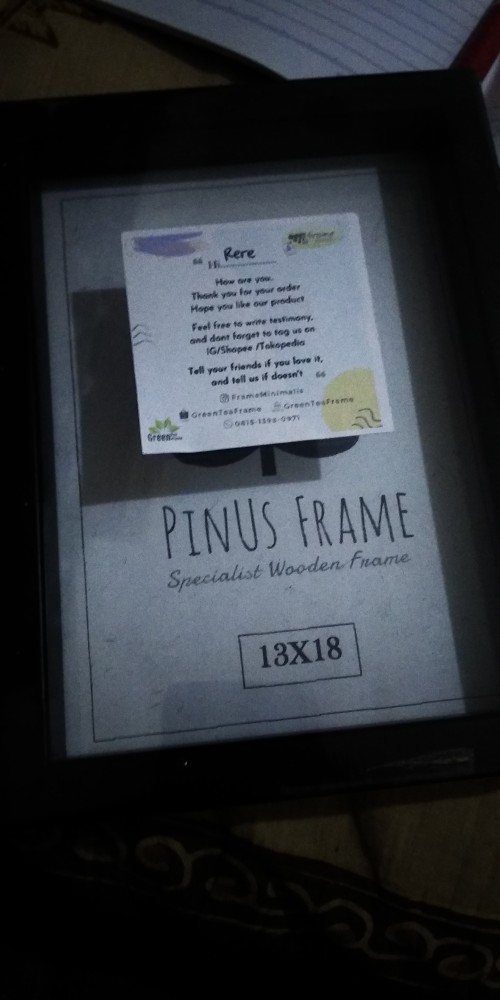 Hi Rere
How are you.
Thank you for your order
Hope you like our product
Feel free to write testimony,
and dont forget to tag us on
IG/Shopee /Tokopedia
Tell your friends if you love it,
and tell us if doesn't
FrameMinimalis
GreenTeaFrame GreenTeaFrame
Green
PINUS FRAME
Specialist Wooden Frame
13X18